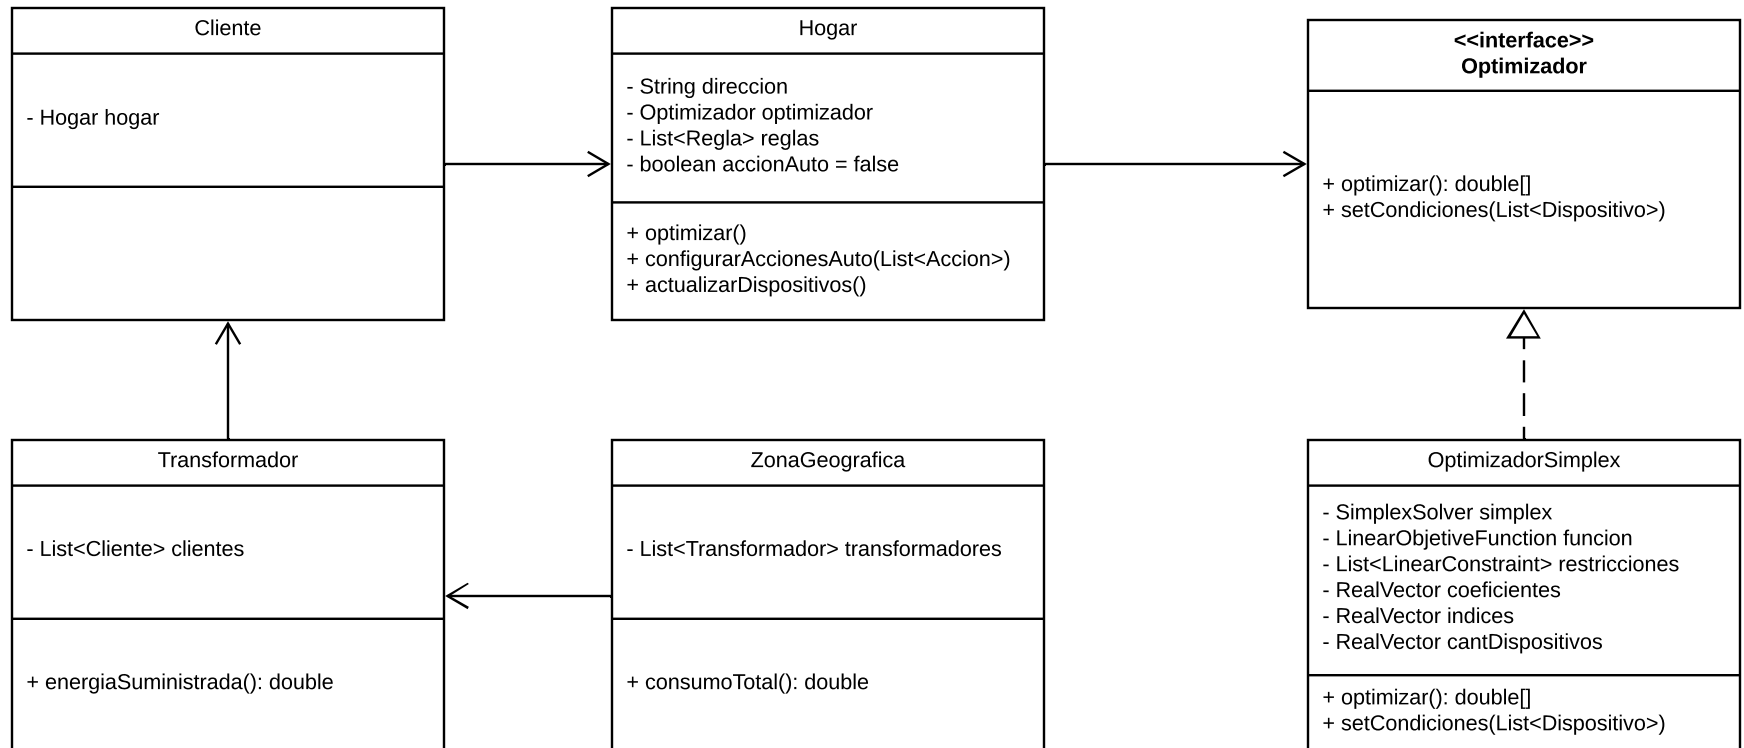 Cliente
- Hogar hogar
Hogar
- String direccion
- Optimizador optimizador
- List<Regla> reglas
- boolean accionAuto = false
+ optimizar()
+ configurarAccionesAuto(List<Accion>)
+ actualizarDispositivos()
<<interface>>
Optimizador
+ optimizar(): double[]
+ setCondiciones(List<Dispositivo>)
Transformador
- List<Cliente> clientes
+ energiaSuministrada(): double
ZonaGeografica
- List<Transformador> transformadores
+ consumoTotal(): double
OptimizadorSimplex
- SimplexSolver simplex
- LinearObjetiveFunction funcion
- List<LinearConstraint> restricciones
- RealVector coeficientes
- RealVector indices
- RealVector cantDispositivos
+ optimizar(): double[]
+ setCondiciones(List<Dispositivo>)